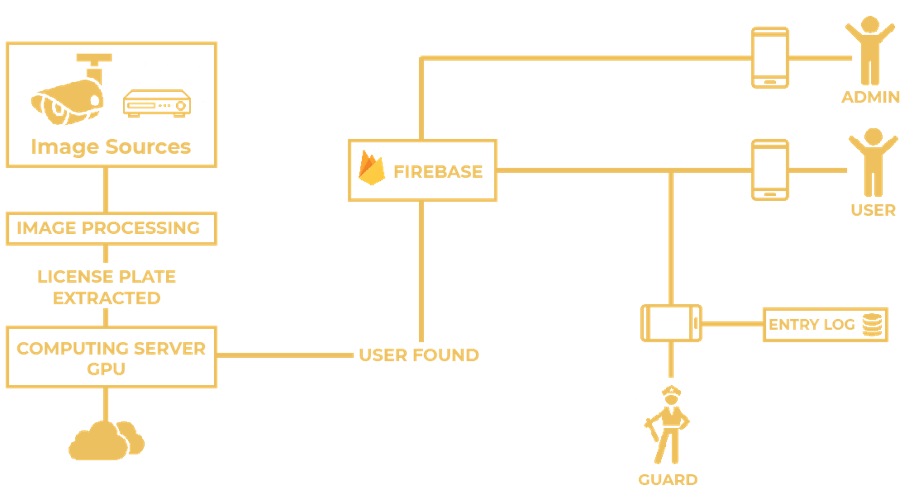 Image Sources
IMAGE PROCESSING
LICENSE PLATE
EXTRACTED
COMPUTING SERVER
GPU
USER FOUND
FIREBASE
ADMIN
USER
ENTRY LOG
GUARD